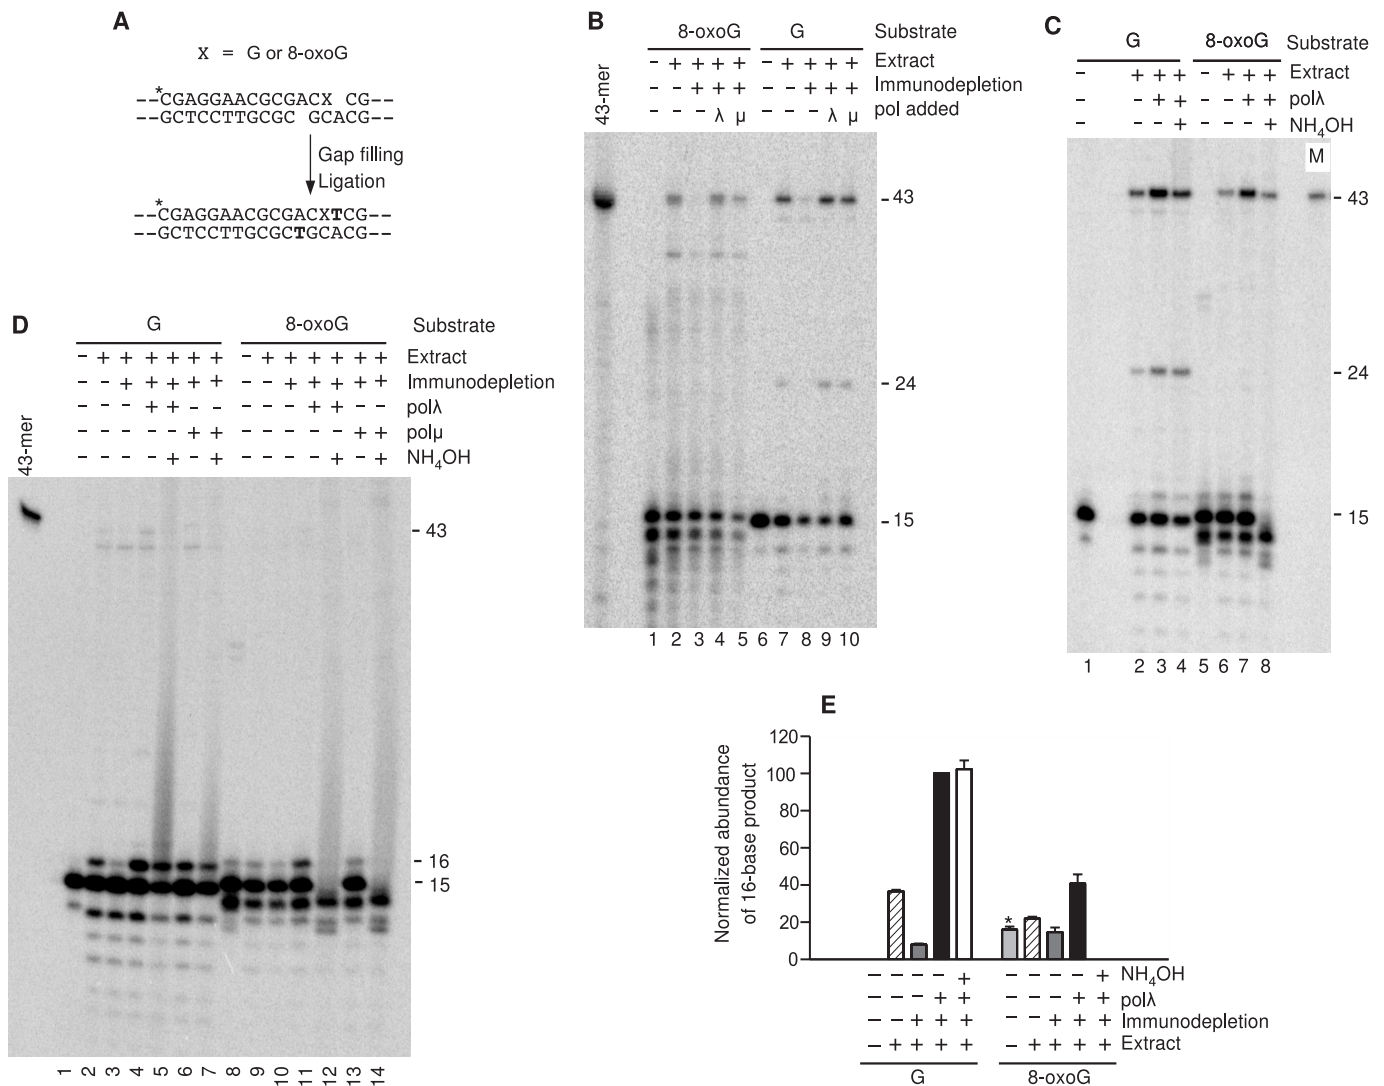 A
X = G or 8-oxoG
*
--CGAGGAACGCGACX CG--
--GCTCCTTGCGC GCACG--
Gap filling
Ligation
*
--CGAGGAACGCGACXTCG--
--GCTCCTTGCGCTGCACG--
B
8-oxoG G Substrate
- + + + + - + + + + Extract
- - + + + - - + + + Immunodepletion
- - - λ μ - - - λ μ pol added
43-mer
- 43
- 24
- 15
1 2 3 4 5 6 7 8 9 10
C
G 8-oxoG Substrate
- + + + - + + + Extract
- - + + - - + + polλ
- - - + - - - + NH4OH
M
- 43
- 24
- 15
1 2 3 4 5 6 7 8
D
G 8-oxoG Substrate
- + + + + + + - + + + + + + Extract
- - + + + + + - - + + + + + Immunodepletion
- - - + + - - - - - + + - - polλ
- - - - - + + - - - - - + + polμ
- - - - + - + - - - - + - + NH4OH
43-mer
- 43
- 16
- 15
1 2 3 4 5 6 7 8 9 10 11 12 13 14
E
Normalized abundance
of 16-base product
120
100
80
60
40
20
0
*
- - - - + - - - - + NH4OH
- - - + + - - - + + polλ
- - + + + - - + + + Immunodepletion
- + + + + - + + + + Extract
G 8-oxoG